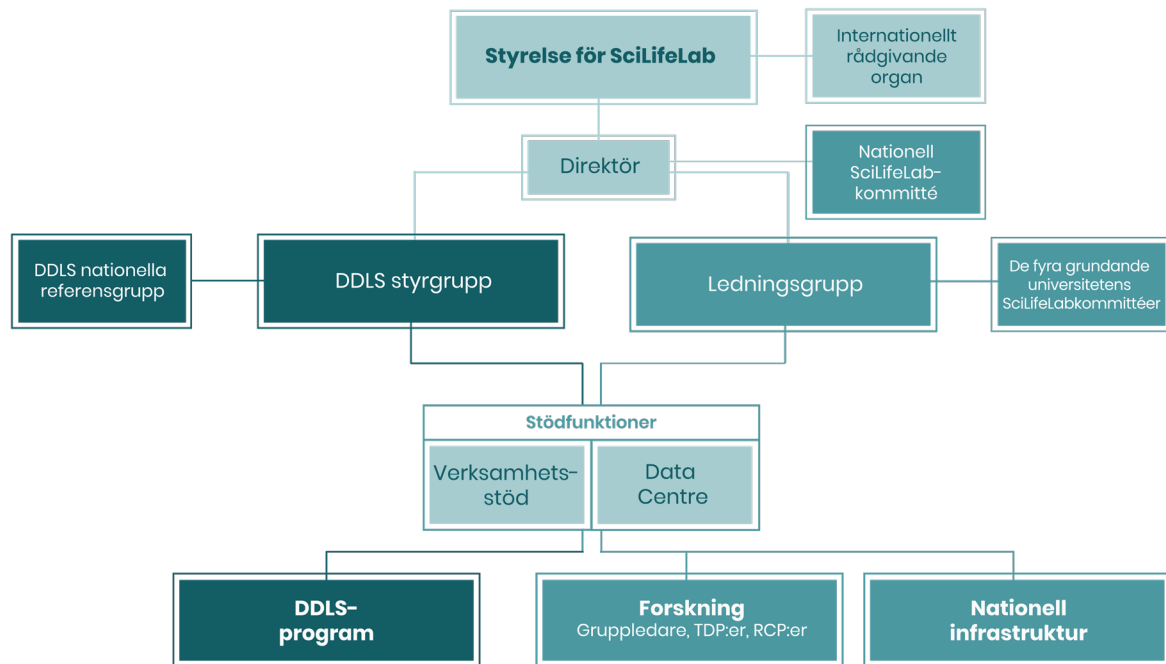 Styrelse för SciLifeLab
Internationellt
rådgivande
organ
Direktör
Nationell
SciLifeLab-
kommitté
DDLS nationella
referensgrupp
DDLS styrgrupp
Ledningsgrupp
De fyra grundande
universitetens
SciLifeLabkommittéer
Stödfunktioner
Verksamhets-
stöd
Data
Centre
DDLS-
program
Forskning
Gruppledare, TDP:er, RCP:er
Nationell
infrastruktur